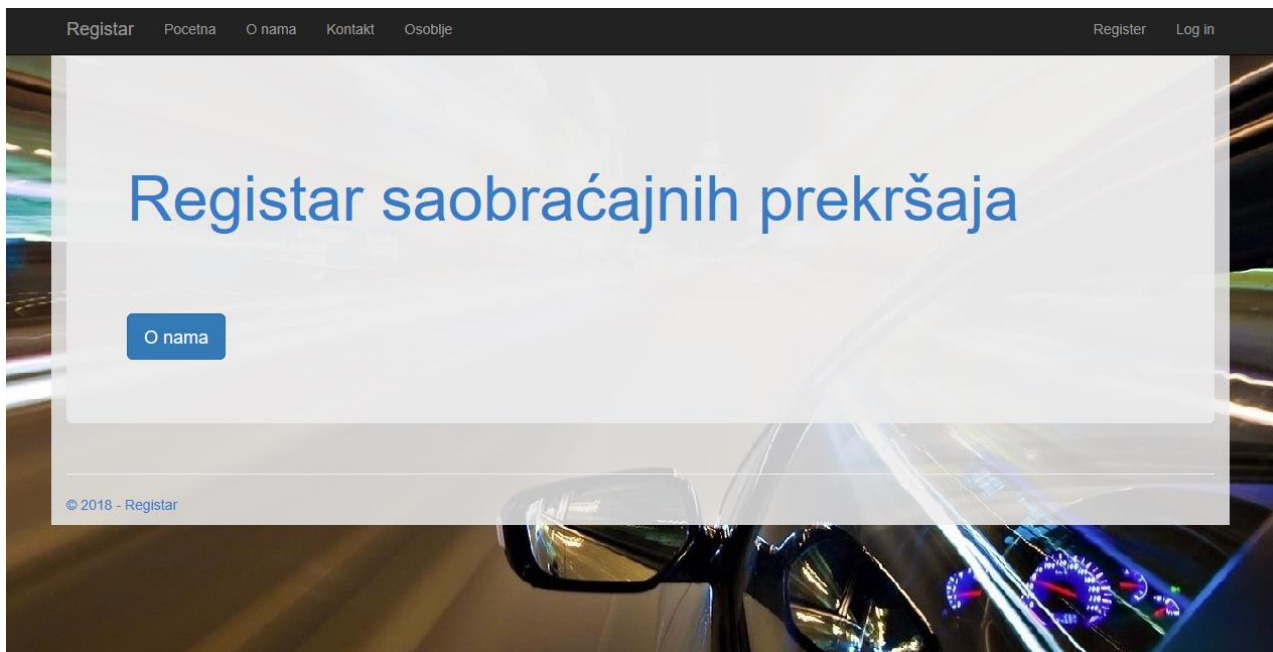 Registar Pocetna O nama Kontakt Osoblje Register Log in
Registar saobraćajnih prekršaja
O nama
© 2018 - Registar